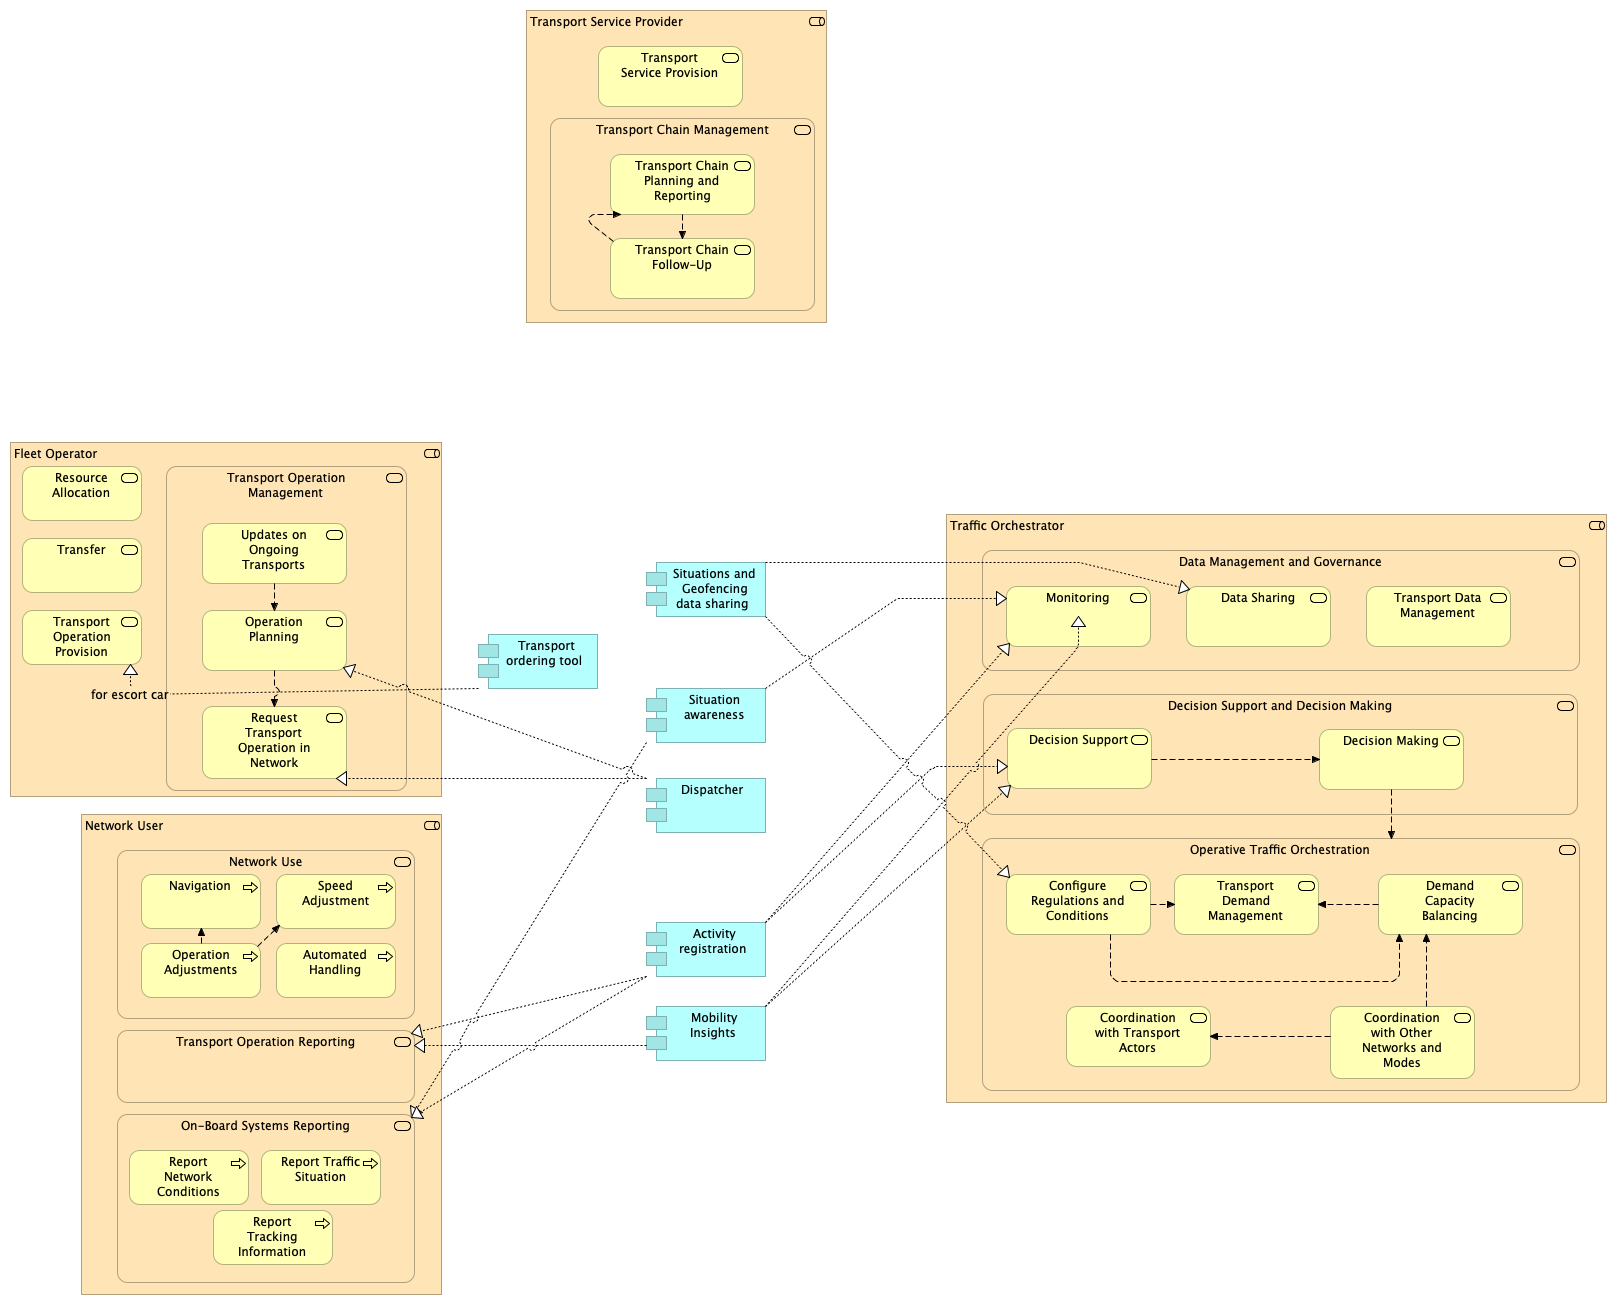 Transport Service Provider
Transport
Service Provision
Transport Chain Management
Transport Chain
Planning and
Reporting
Transport Chain
Follow-Up
Fleet Operator
Resource
Allocation
Transfer
Transport
Operation
Provision
for escort car
Transport Operation
Management
Updates on
Ongoing
Transports
Operation
Planning
Request
Transport
Operation in
Network
Network User
Network Use
Navigation
Speed
Adjustment
Operation
Adjustments
Automated
Handling
Transport Operation Reporting
On-Board Systems Reporting
Report
Network
Conditions
Report Traffic
Situation
Report
Tracking
Information
Transport
ordering tool
Situations and
Geofencing
data sharing
Situation
awareness
Dispatcher
Activity
registration
Mobility
Insights
Traffic Orchestrator
Data Management and Governance
Monitoring
Data Sharing
Transport Data
Management
Decision Support and Decision Making
Decision Support
Decision Making
Operative Traffic Orchestration
Configure
Regulations and
Conditions
Transport
Demand
Management
Demand
Capacity
Balancing
Coordination
with Transport
Actors
Coordination
with Other
Networks and
Modes